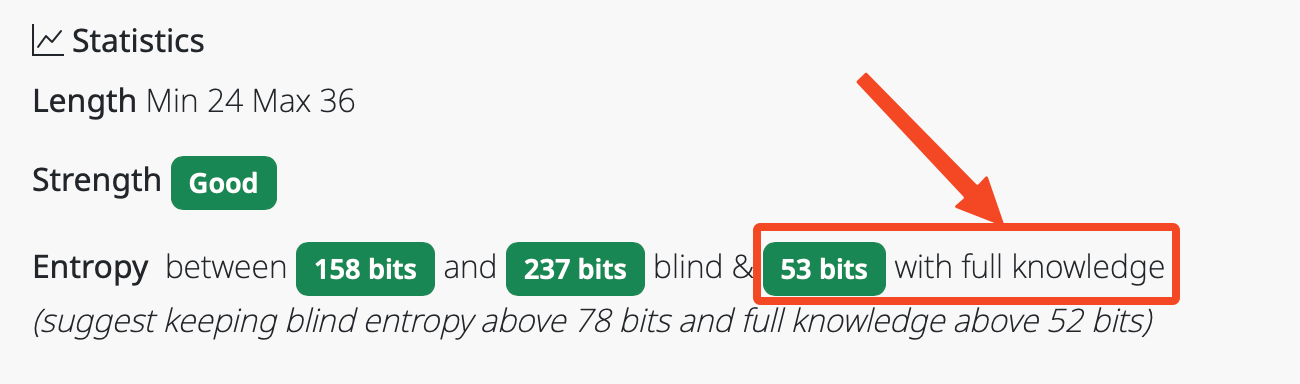 Statistics
Length Min 24 Max 36
Strength Good
Entropy between 158 bits and 237 bits blind & 53 bits with full knowledge
(suggest keeping blind entropy above 78 bits and full knowledge above 52 bits)